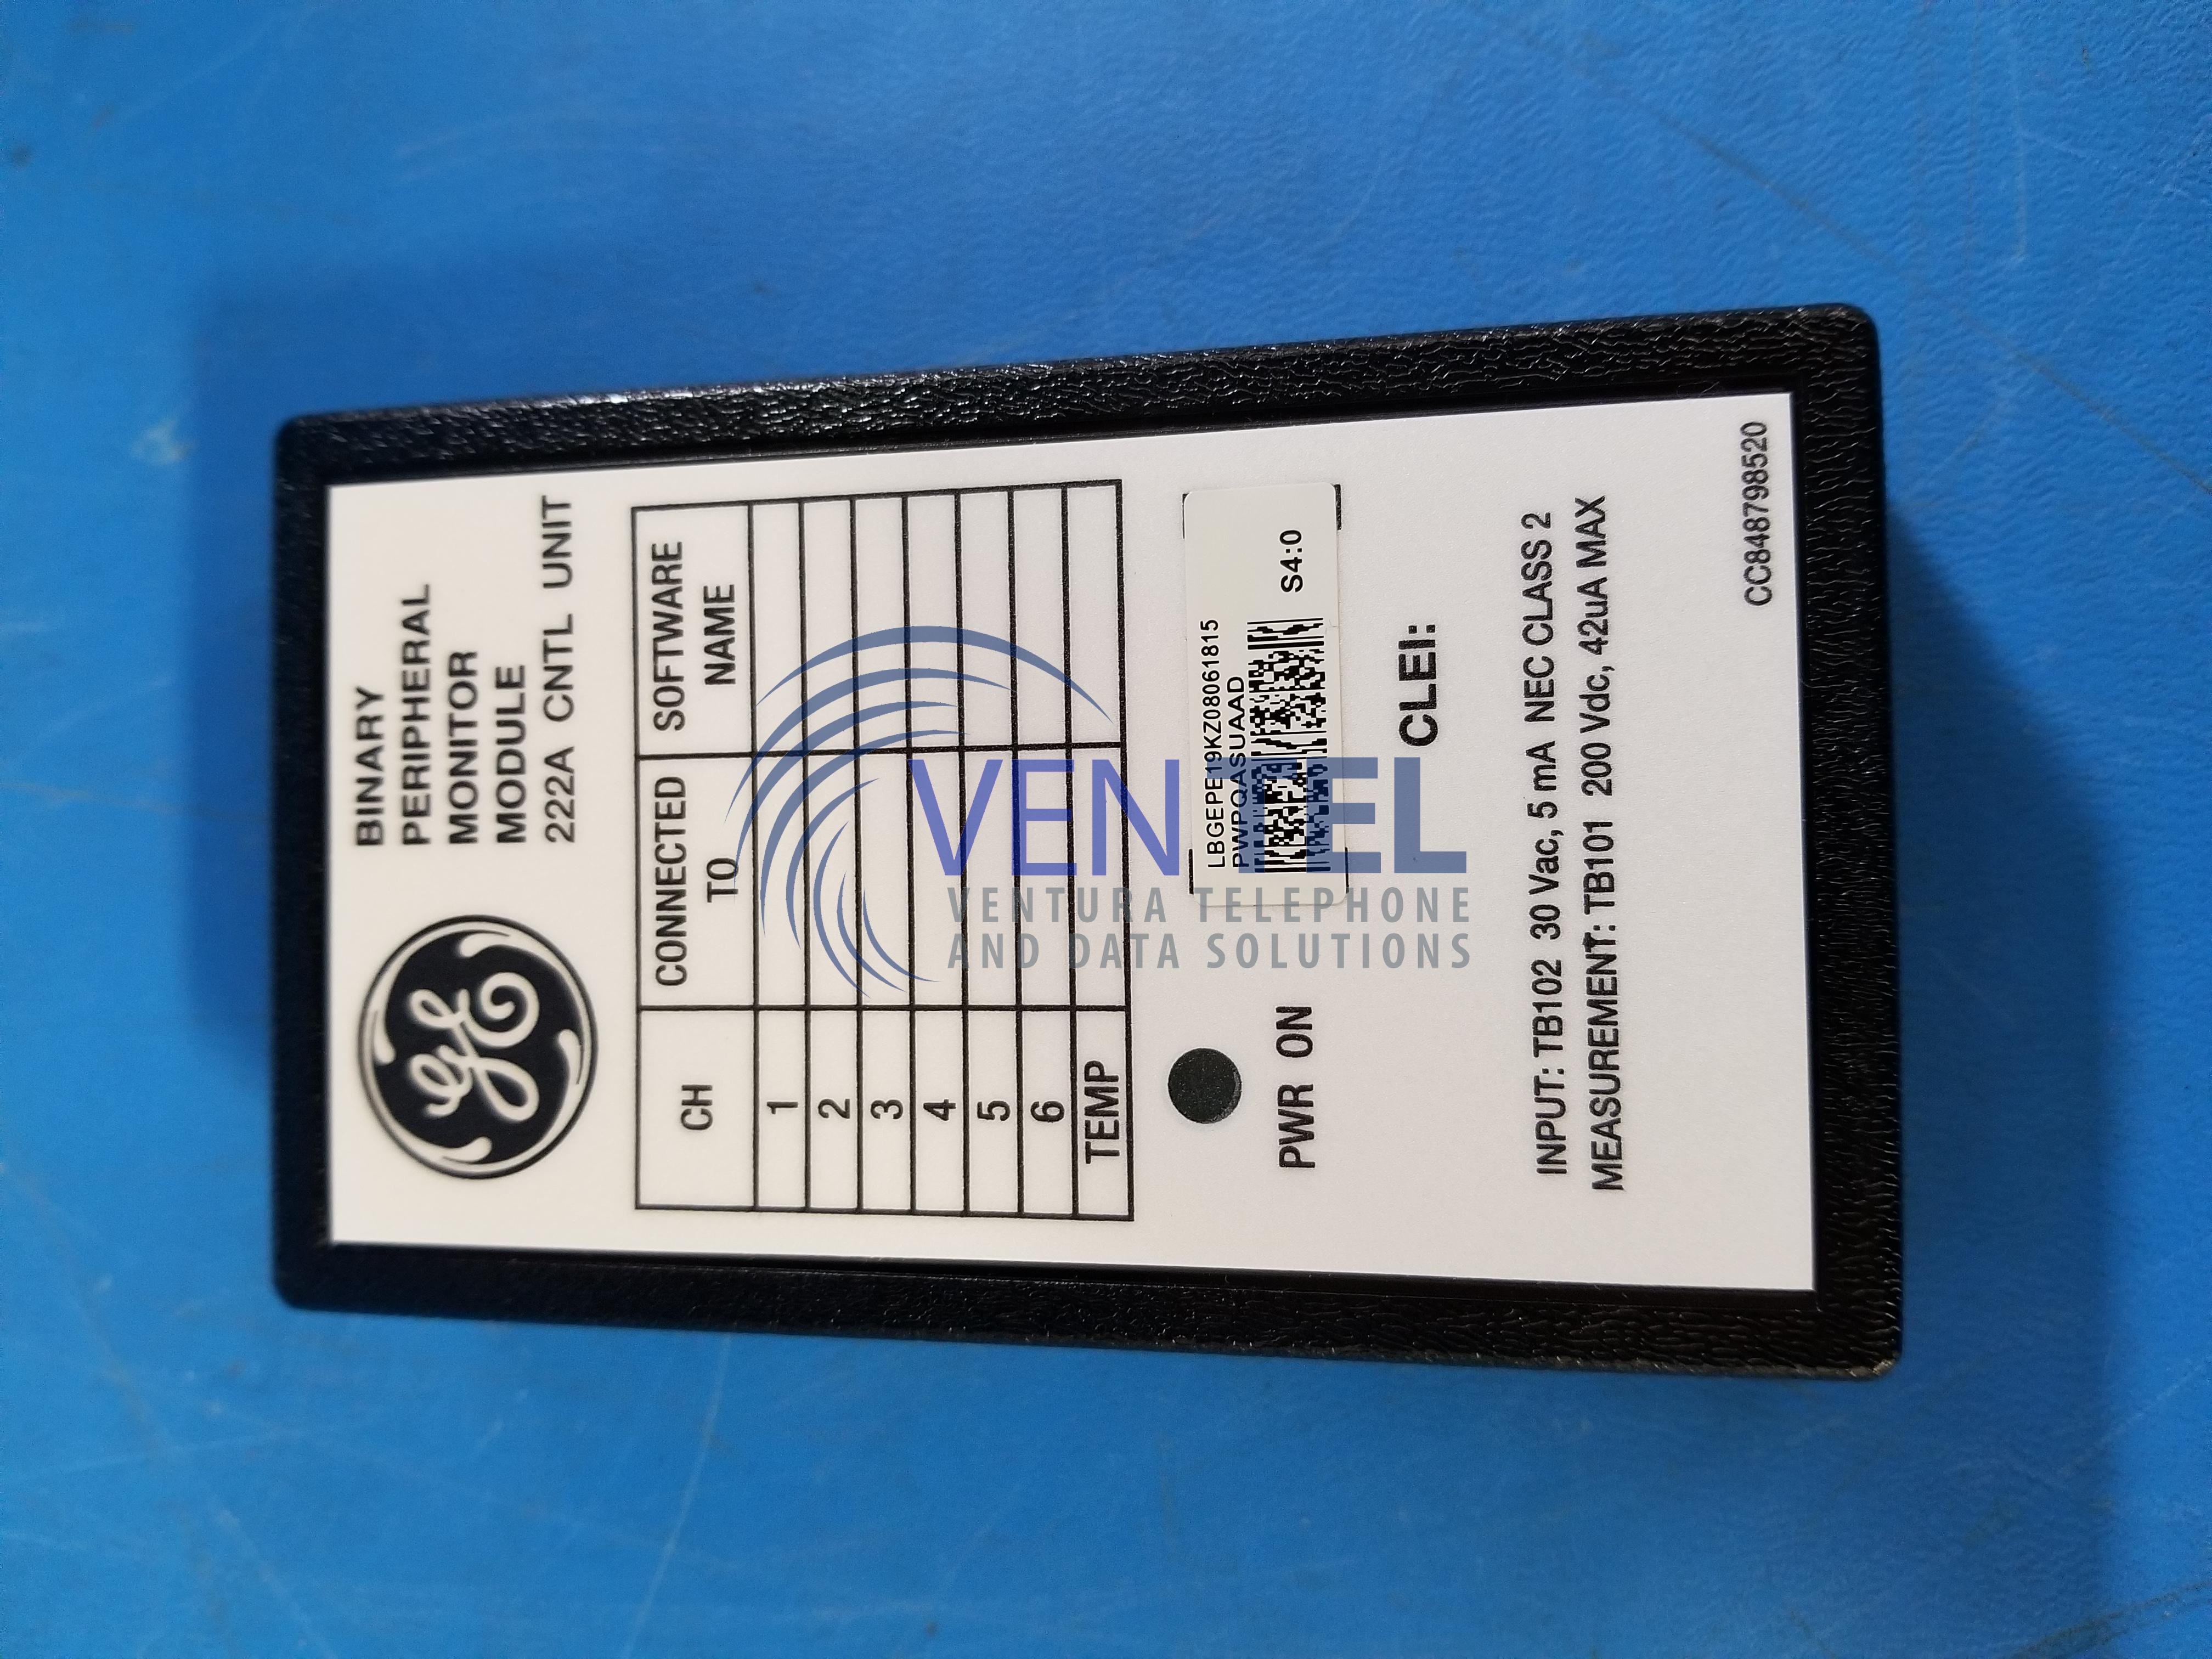 GE
BINARY
PERIPHERAL
MONITOR
MODULE
222A CNTL UNIT
CH CONNECTED TO SOFTWARE NAME
1
2
3
4
5
6
TEMP
PWR ON
LBGEPE19KZ08061815
PWPQASUAAD
S4:0
CLEI:
INPUT: TB102 30 Vac, 5 mA NEC CLASS 2
MEASUREMENT: TB101 200 Vdc, 42uA MAX
CC848798520
VENTEL
VENTURA TELEPHONE
AND DATA SOLUTIONS